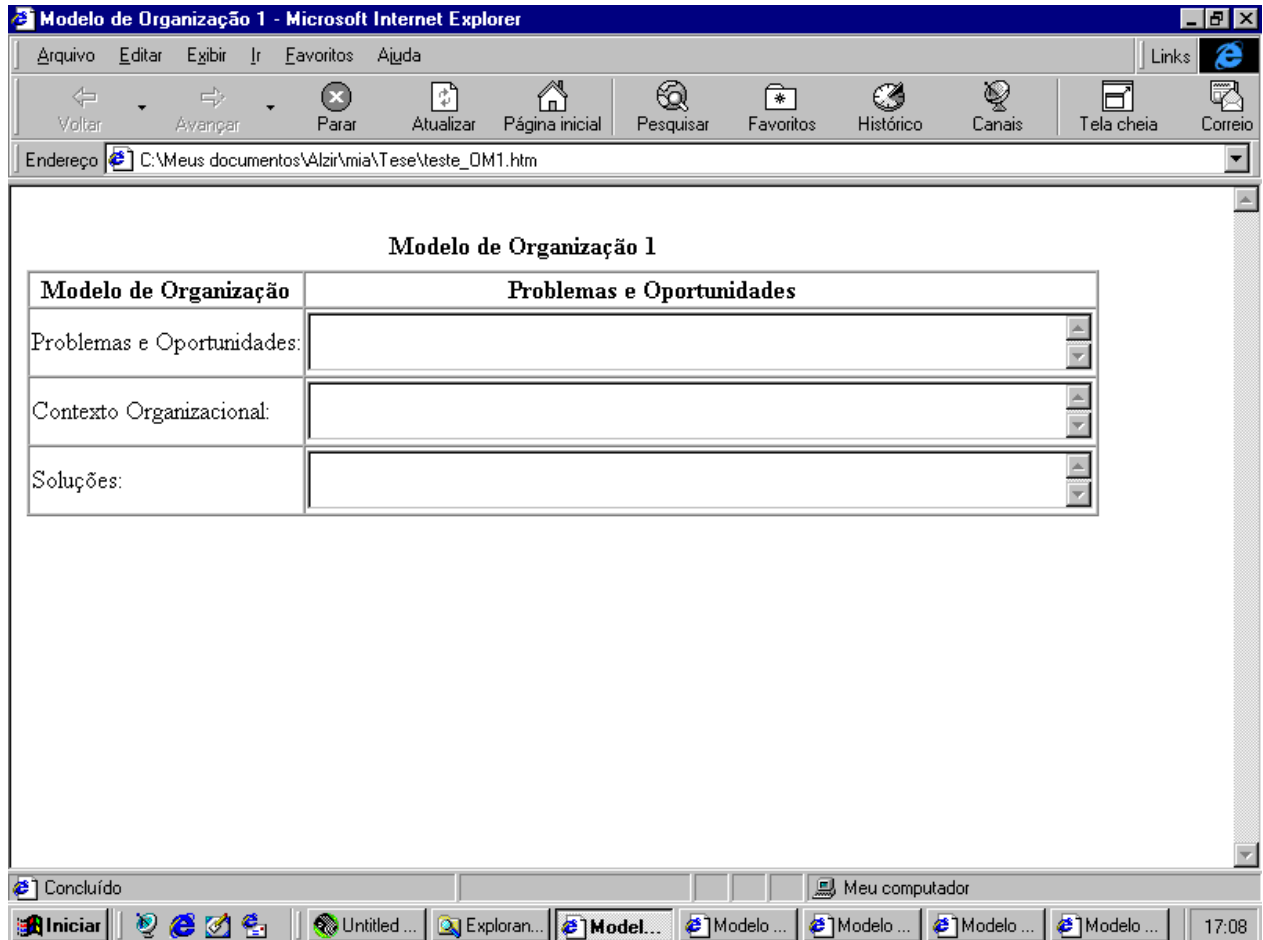 Modelo de Organização 1 - Microsoft Internet Explorer
Arquivo Editar Exibir Ir Favoritos Ajuda Links
Voltar Avançar Parar Atualizar Página inicial Pesquisar Favoritos Histórico Canais Tela cheia Correio
Endereço C:\Meus documentos\Alzir\mia\Tese\teste_OM1.htm
Modelo de Organização 1
Modelo de Organização Problemas e Oportunidades
Problemas e Oportunidades:
Contexto Organizacional:
Soluções:
Concluído Meu computador
Iniciar Untitled ... Exploran... Model... Modelo ... Modelo ... Modelo ... Modelo ... 17:08